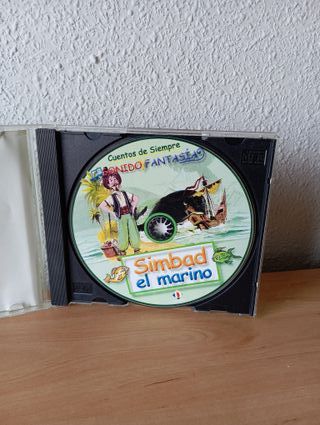 Cuentos de Siempre
SONIDO FANTASÍA
Simbad
el marino